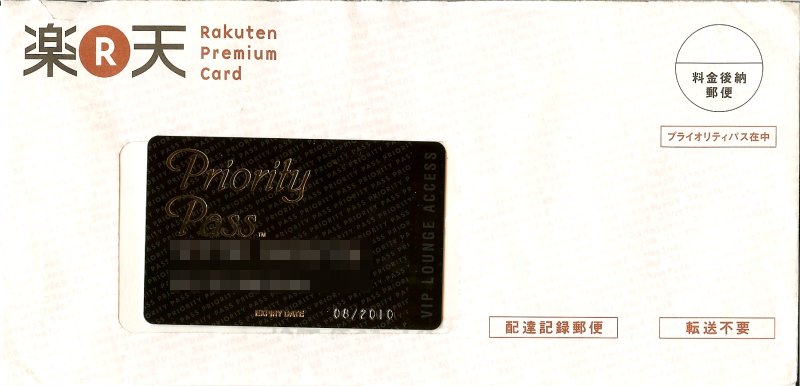 楽R天
Rakuten
Premium
Card
料金後納
郵便
プライオリティパス在中
Priority
Pass™
VIP LOUNGE ACCESS
EXPIRY DATE 08/2010
配達記録郵便
転送不要